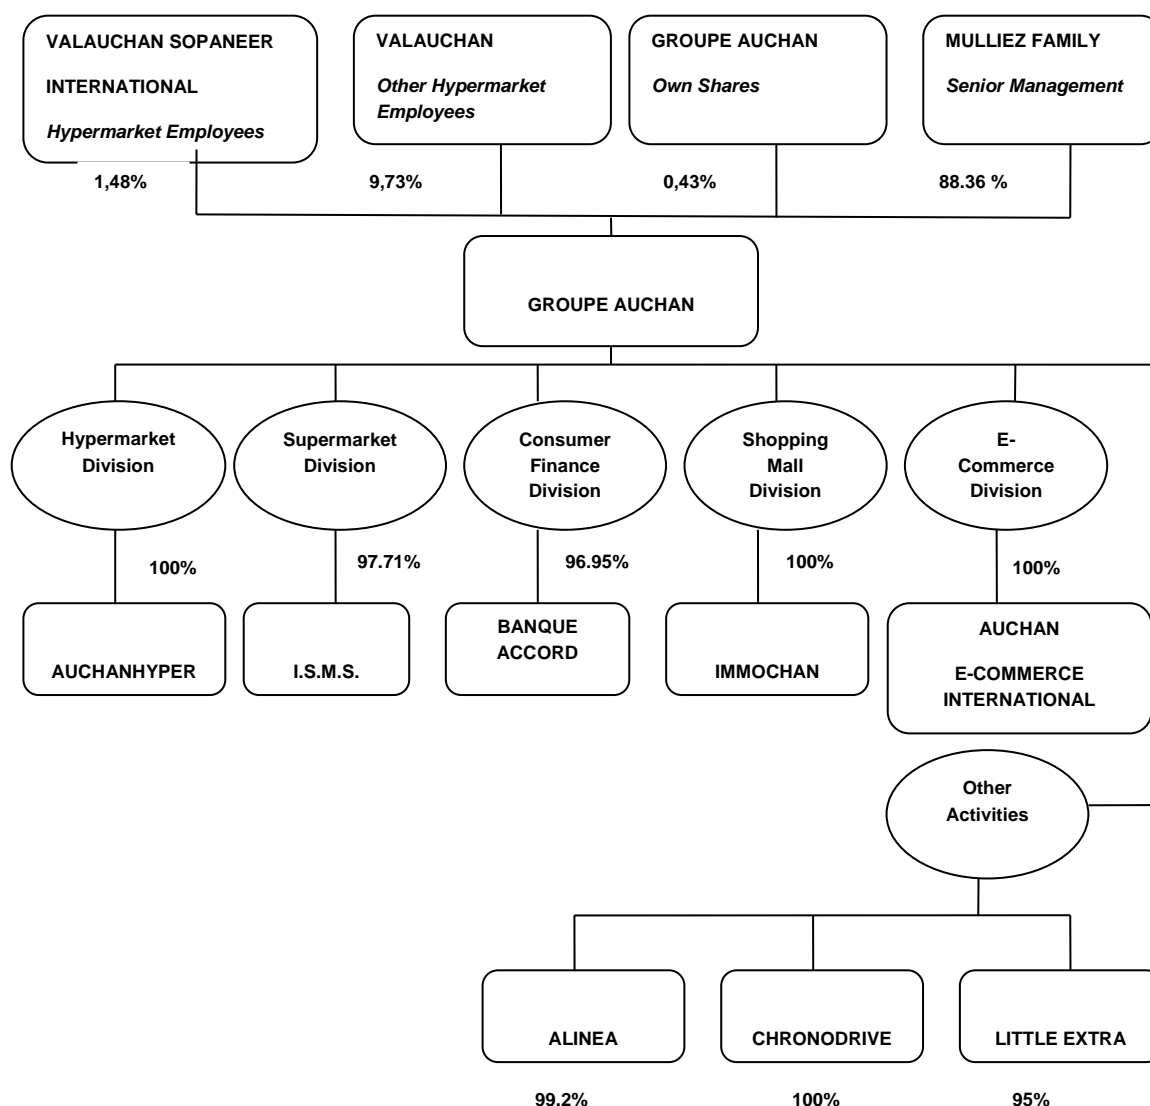 VALAUCHAN SOPANEER
INTERNATIONAL
Hypermarket Employees
VALAUCHAN
Other Hypermarket
Employees
GROUPE AUCHAN
Own Shares
MULLIEZ FAMILY
Senior Management
1,48%
9,73%
0,43%
88.36 %
GROUPE AUCHAN
Hypermarket
Division
Supermarket
Division
Consumer
Finance
Division
Shopping
Mall
Division
E-
Commerce
Division
100%
97.71%
96.95%
100%
100%
AUCHANHYPER
I.S.M.S.
BANQUE
ACCORD
IMMOCHAN
AUCHAN
E-COMMERCE
INTERNATIONAL
Other
Activities
ALINEA
CHRONODRIVE
LITTLE EXTRA
99.2%
100%
95%